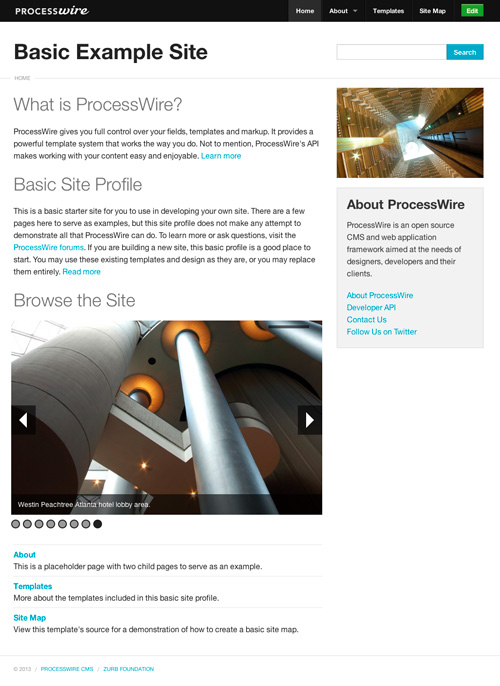 PROCESSwire
Home
About
Templates
Site Map
Edit
Basic Example Site
Search
HOME
What is ProcessWire?
ProcessWire gives you full control over your fields, templates and markup. It provides a
powerful template system that works the way you do. Not to mention, ProcessWire's API
makes working with your content easy and enjoyable. Learn more
Basic Site Profile
This is a basic starter site for you to use in developing your own site. There are a few
pages here to serve as examples, but this site profile does not make any attempt to
demonstrate all that ProcessWire can do. To learn more or ask questions, visit the
ProcessWire forums. If you are building a new site, this basic profile is a good place to
start. You may use these existing templates and design as they are, or you may replace
them entirely. Read more
Browse the Site
Westin Peachtree Atlanta hotel lobby area.
About
This is a placeholder page with two child pages to serve as an example.
Templates
More about the templates included in this basic site profile.
Site Map
View this template's source for a demonstration of how to create a basic site map.
About ProcessWire
ProcessWire is an open source
CMS and web application
framework aimed at the needs of
designers, developers and their
clients.
About ProcessWire
Developer API
Contact Us
Follow Us on Twitter
© 2013 / PROCESSWIRE CMS / ZURB FOUNDATION